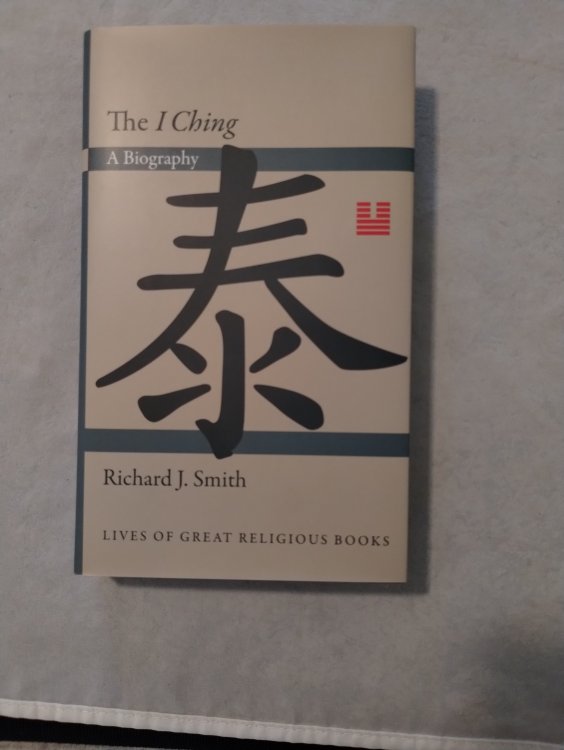 The I Ching
A Biography
泰
Richard J. Smith
LIVES OF GREAT RELIGIOUS BOOKS